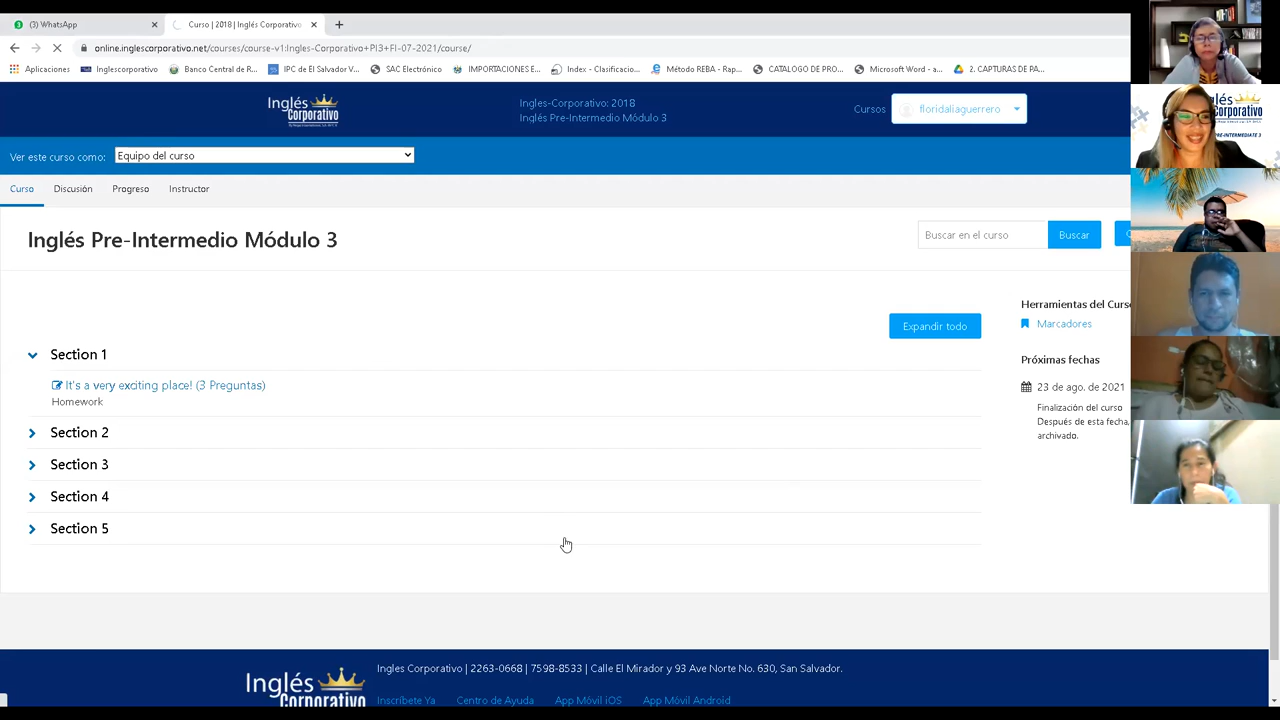 (3) WhatsApp
Curso | 2018 | Inglés Corporativo
online.inglescorporativo.net/courses/course-v1:Ingles-Corporativo+PI3+FI-07-2021/course/
Aplicaciones
Inglescorporativo
Banco Central de R...
IPC de El Salvador V...
SAC Electrónico
IMPORTACIONES E...
Index - Clasificacio...
Método REBA - Rap...
CATALOGO DE PRO...
Microsoft Word - a...
2. CAPTURAS DE PA...
Inglés
Corporativo
Ingles-Corporativo: 2018
Inglés Pre-Intermedio Módulo 3
Cursos
floridaliaguerrero
Ver este curso como:
Equipo del curso
Curso
Discusión
Progreso
Instructor
Inglés Pre-Intermedio Módulo 3
Buscar en el curso
Buscar
Expandir todo
Herramientas del Curso
Marcadores
Próximas fechas
23 de ago. de 2021
Finalización del curso
Después de esta fecha,
archivado.
Section 1
It's a very exciting place! (3 Preguntas)
Homework
Section 2
Section 3
Section 4
Section 5
Inglés
Corporativo
Ingles Corporativo | 2263-0668 | 7598-8533 | Calle El Mirador y 93 Ave Norte No. 630, San Salvador.
Inscríbete Ya
Centro de Ayuda
App Móvil iOS
App Móvil Android